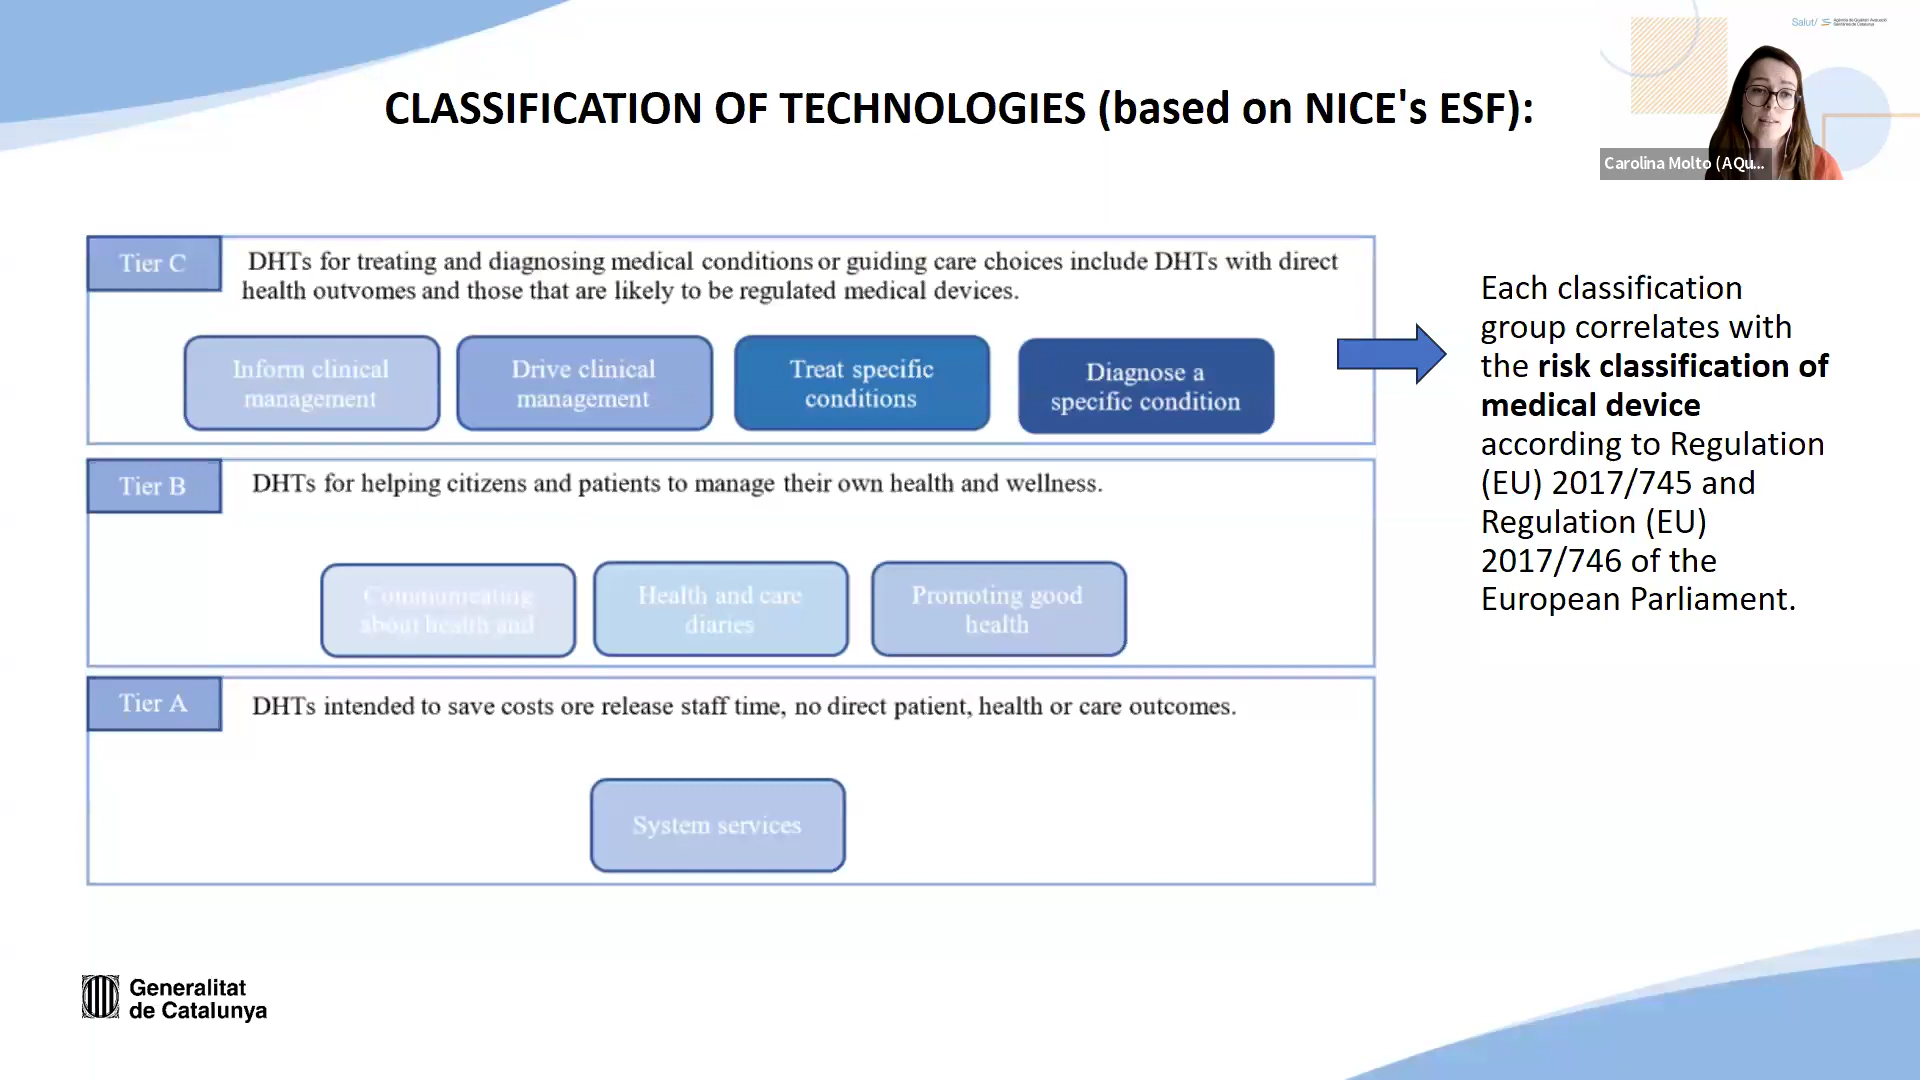 CLASSIFICATION OF TECHNOLOGIES (based on NICE's ESF):
Salut/
Carolina Molto (AQu...
Tier C
DHTs for treating and diagnosing medical conditions or guiding care choices include DHTs with direct
health outvomes and those that are likely to be regulated medical devices.
Inform clinical
management
Drive clinical
management
Treat specific
conditions
Diagnose a
specific condition
Each classification
group correlates with
the risk classification of
medical device
according to Regulation
(EU) 2017/745 and
Regulation (EU)
2017/746 of the
European Parliament.
Tier B
DHTs for helping citizens and patients to manage their own health and wellness.
Communicating
about health and
Health and care
diaries
Promoting good
health
Tier A
DHTs intended to save costs ore release staff time, no direct patient, health or care outcomes.
System services
Generalitat
de Catalunya